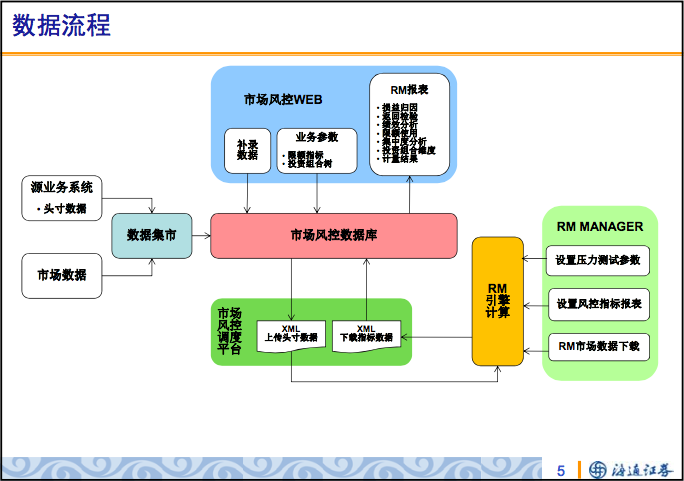 数据流程
市场风控WEB
补录
数据
业务参数
·限额指标
·投资组合树
RM报表
·损益归因
·返回检验
·绩效分析
·限额使用
·集中度分析
·投资组合维度
·计量结果
源业务系统
·头寸数据
市场数据
数据集市
市场风控数据库
RM
引擎
计算
RM MANAGER
设置压力测试参数
设置风控指标报表
RM市场数据下载
市场
风控
调度
平台
XML
上传头寸数据
XML
下载指标数据
5
海通证券